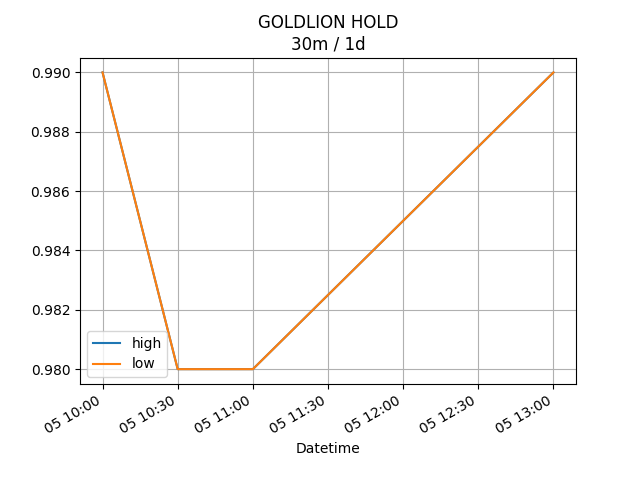 GOLDLION HOLD
30m / 1d
0.990
0.988
0.986
0.984
0.982
0.980
high
low
05 10:00
05 10:30
05 11:00
05 11:30
05 12:00
05 12:30
05 13:00
Datetime